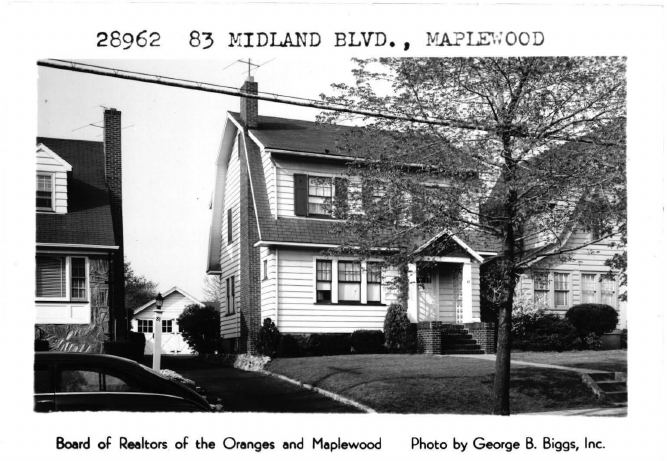 28962 83 MIDLAND BLVD., MAPLEWOOD
Board of Realtors of the Oranges and Maplewood Photo by George B. Biggs, Inc.